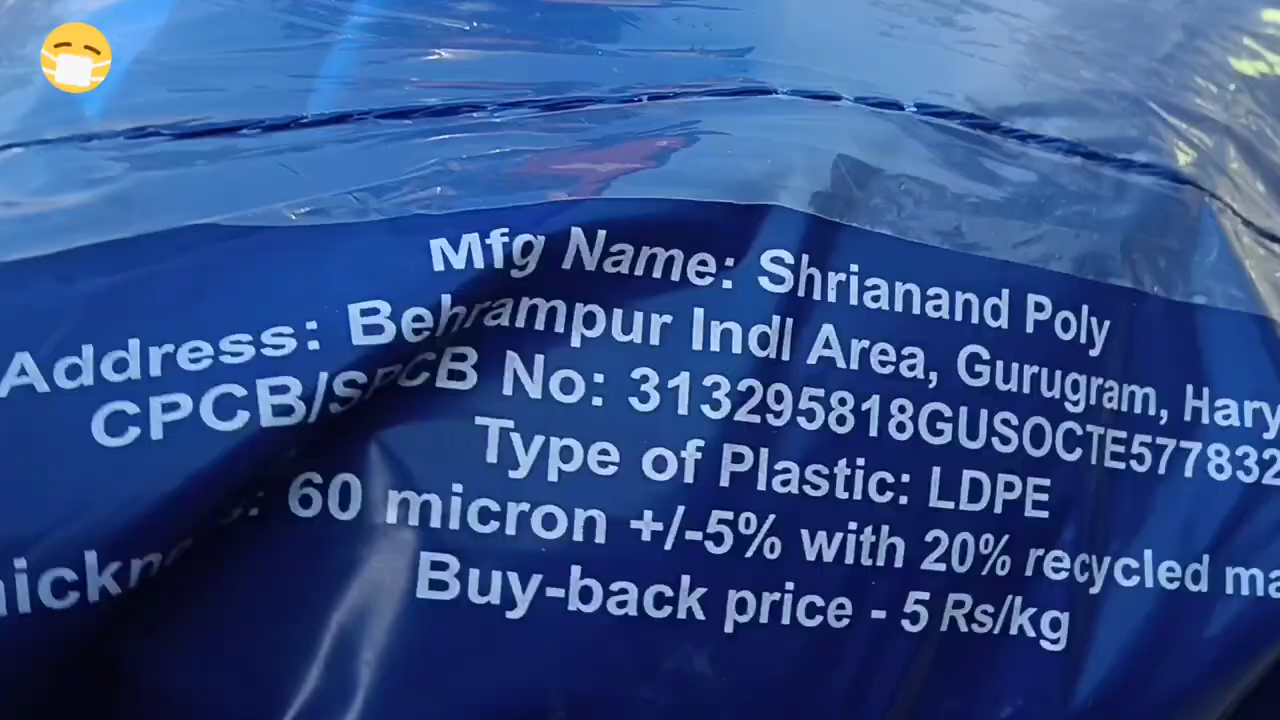 Mfg Name: Shrianand Poly
Address: Behrampur Indl Area, Gurugram, Hary
CPCB/SPCB No: 313295818GUSOCTE577832
Type of Plastic: LDPE
60 micron +/-5% with 20% recycled ma
Buy-back price - 5 Rs/kg